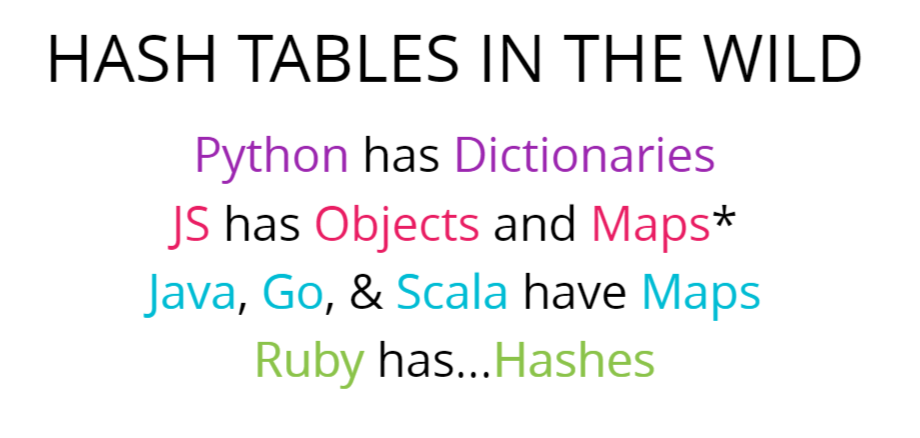 HASH TABLES IN THE WILD
Python has Dictionaries
JS has Objects and Maps*
Java, Go, & Scala have Maps
Ruby has...Hashes